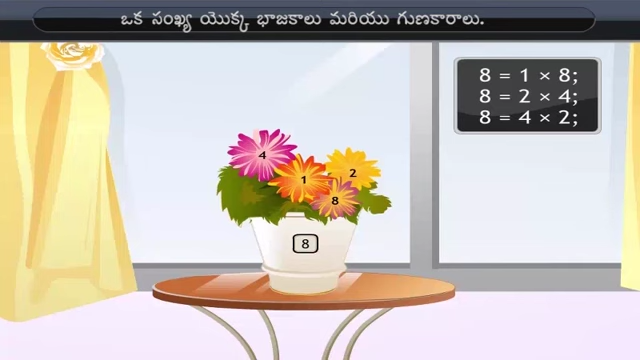 ఒక సంఖ్య యొక్క భాజకాలు మరియు గుణకారాలు.
8 = 1 × 8;
8 = 2 × 4;
8 = 4 × 2;
4
1
2
8
8